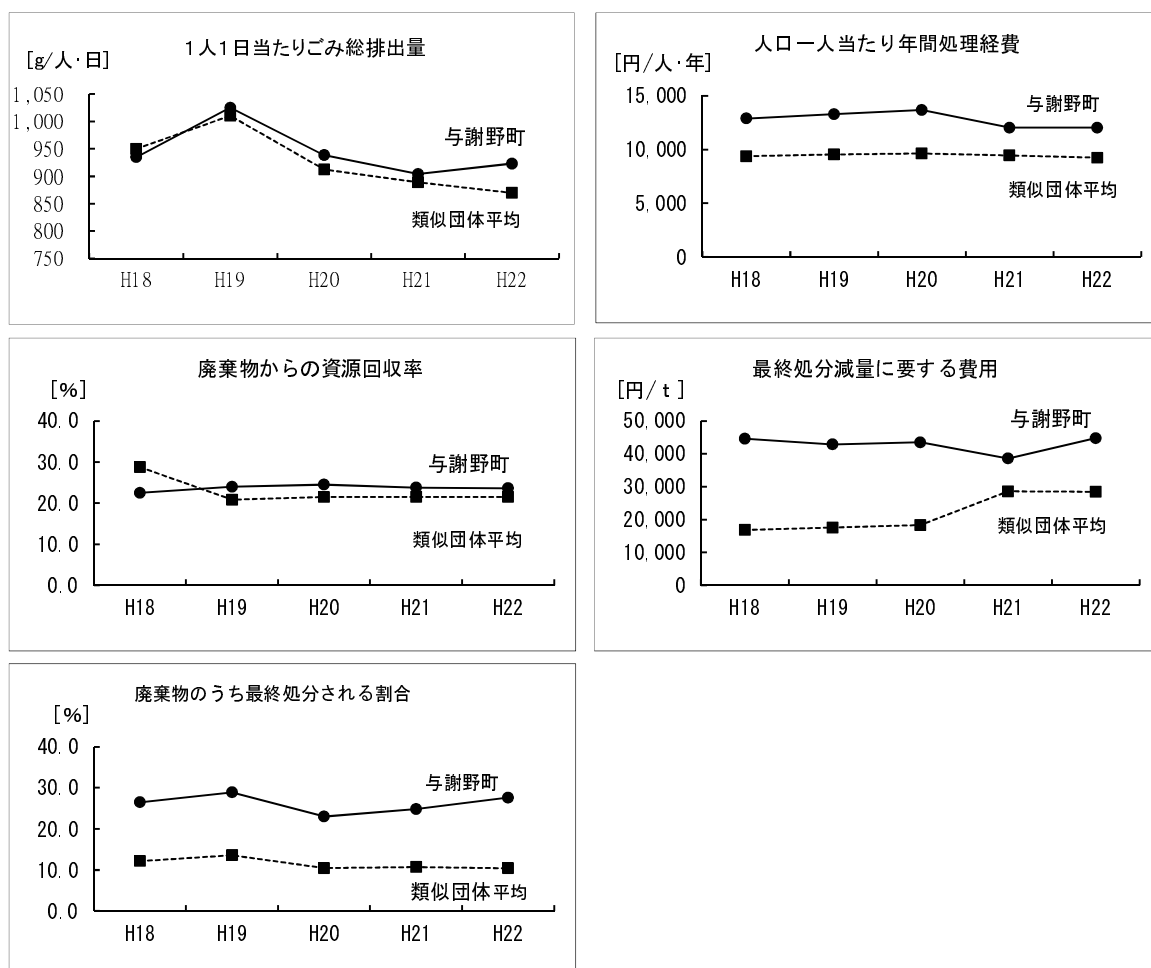 1人1日当たりごみ総排出量
[g/人・日]
1,050
1,000
950
900
850
800
750
与謝野町
類似団体平均
H18 H19 H20 H21 H22
人口一人当たり年間処理経費
[円/人・年]
15,000
10,000
5,000
0
与謝野町
類似団体平均
H18 H19 H20 H21 H22
廃棄物からの資源回収率
[%]
40.0
30.0
20.0
10.0
0.0
与謝野町
類似団体平均
H18 H19 H20 H21 H22
最終処分減量に要する費用
[円/t]
50,000
40,000
30,000
20,000
10,000
0
与謝野町
類似団体平均
H18 H19 H20 H21 H22
廃棄物のうち最終処分される割合
[%]
40.0
30.0
20.0
10.0
0.0
与謝野町
類似団体平均
H18 H19 H20 H21 H22